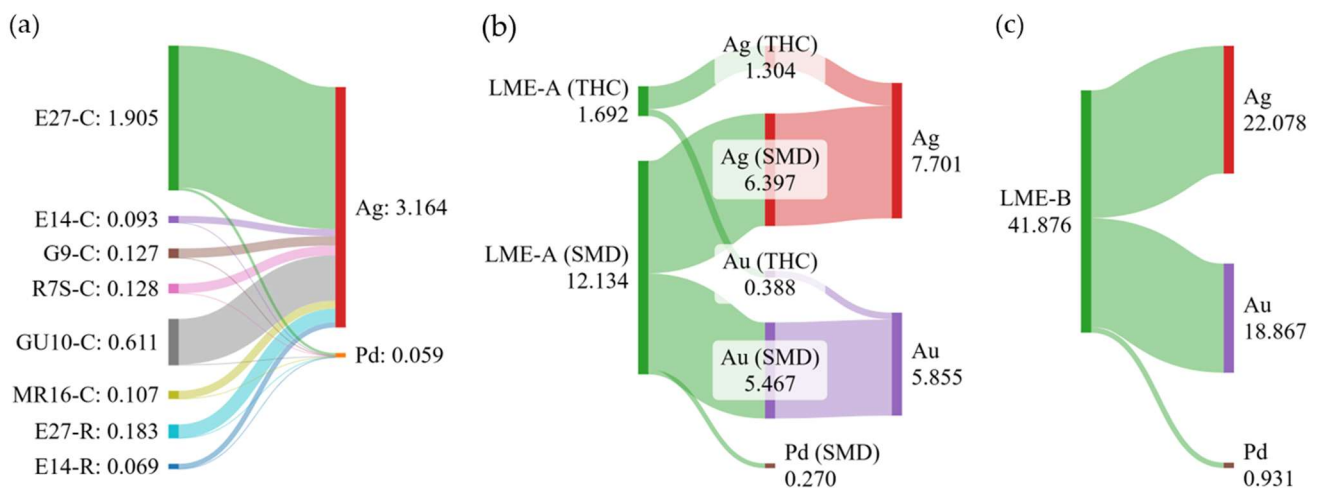 (a)
E27-C: 1.905
E14-C: 0.093
G9-C: 0.127
R7S-C: 0.128
GU10-C: 0.611
MR16-C: 0.107
E27-R: 0.183
E14-R: 0.069
Ag: 3.164
Pd: 0.059
(b)
LME-A (THC)
1.692
LME-A (SMD)
12.134
Ag (THC)
1.304
Ag (SMD)
6.397
Au (THC)
0.388
Au (SMD)
5.467
Pd (SMD)
0.270
Ag
7.701
Au
5.855
(c)
LME-B
41.876
Ag
22.078
Au
18.867
Pd
0.931